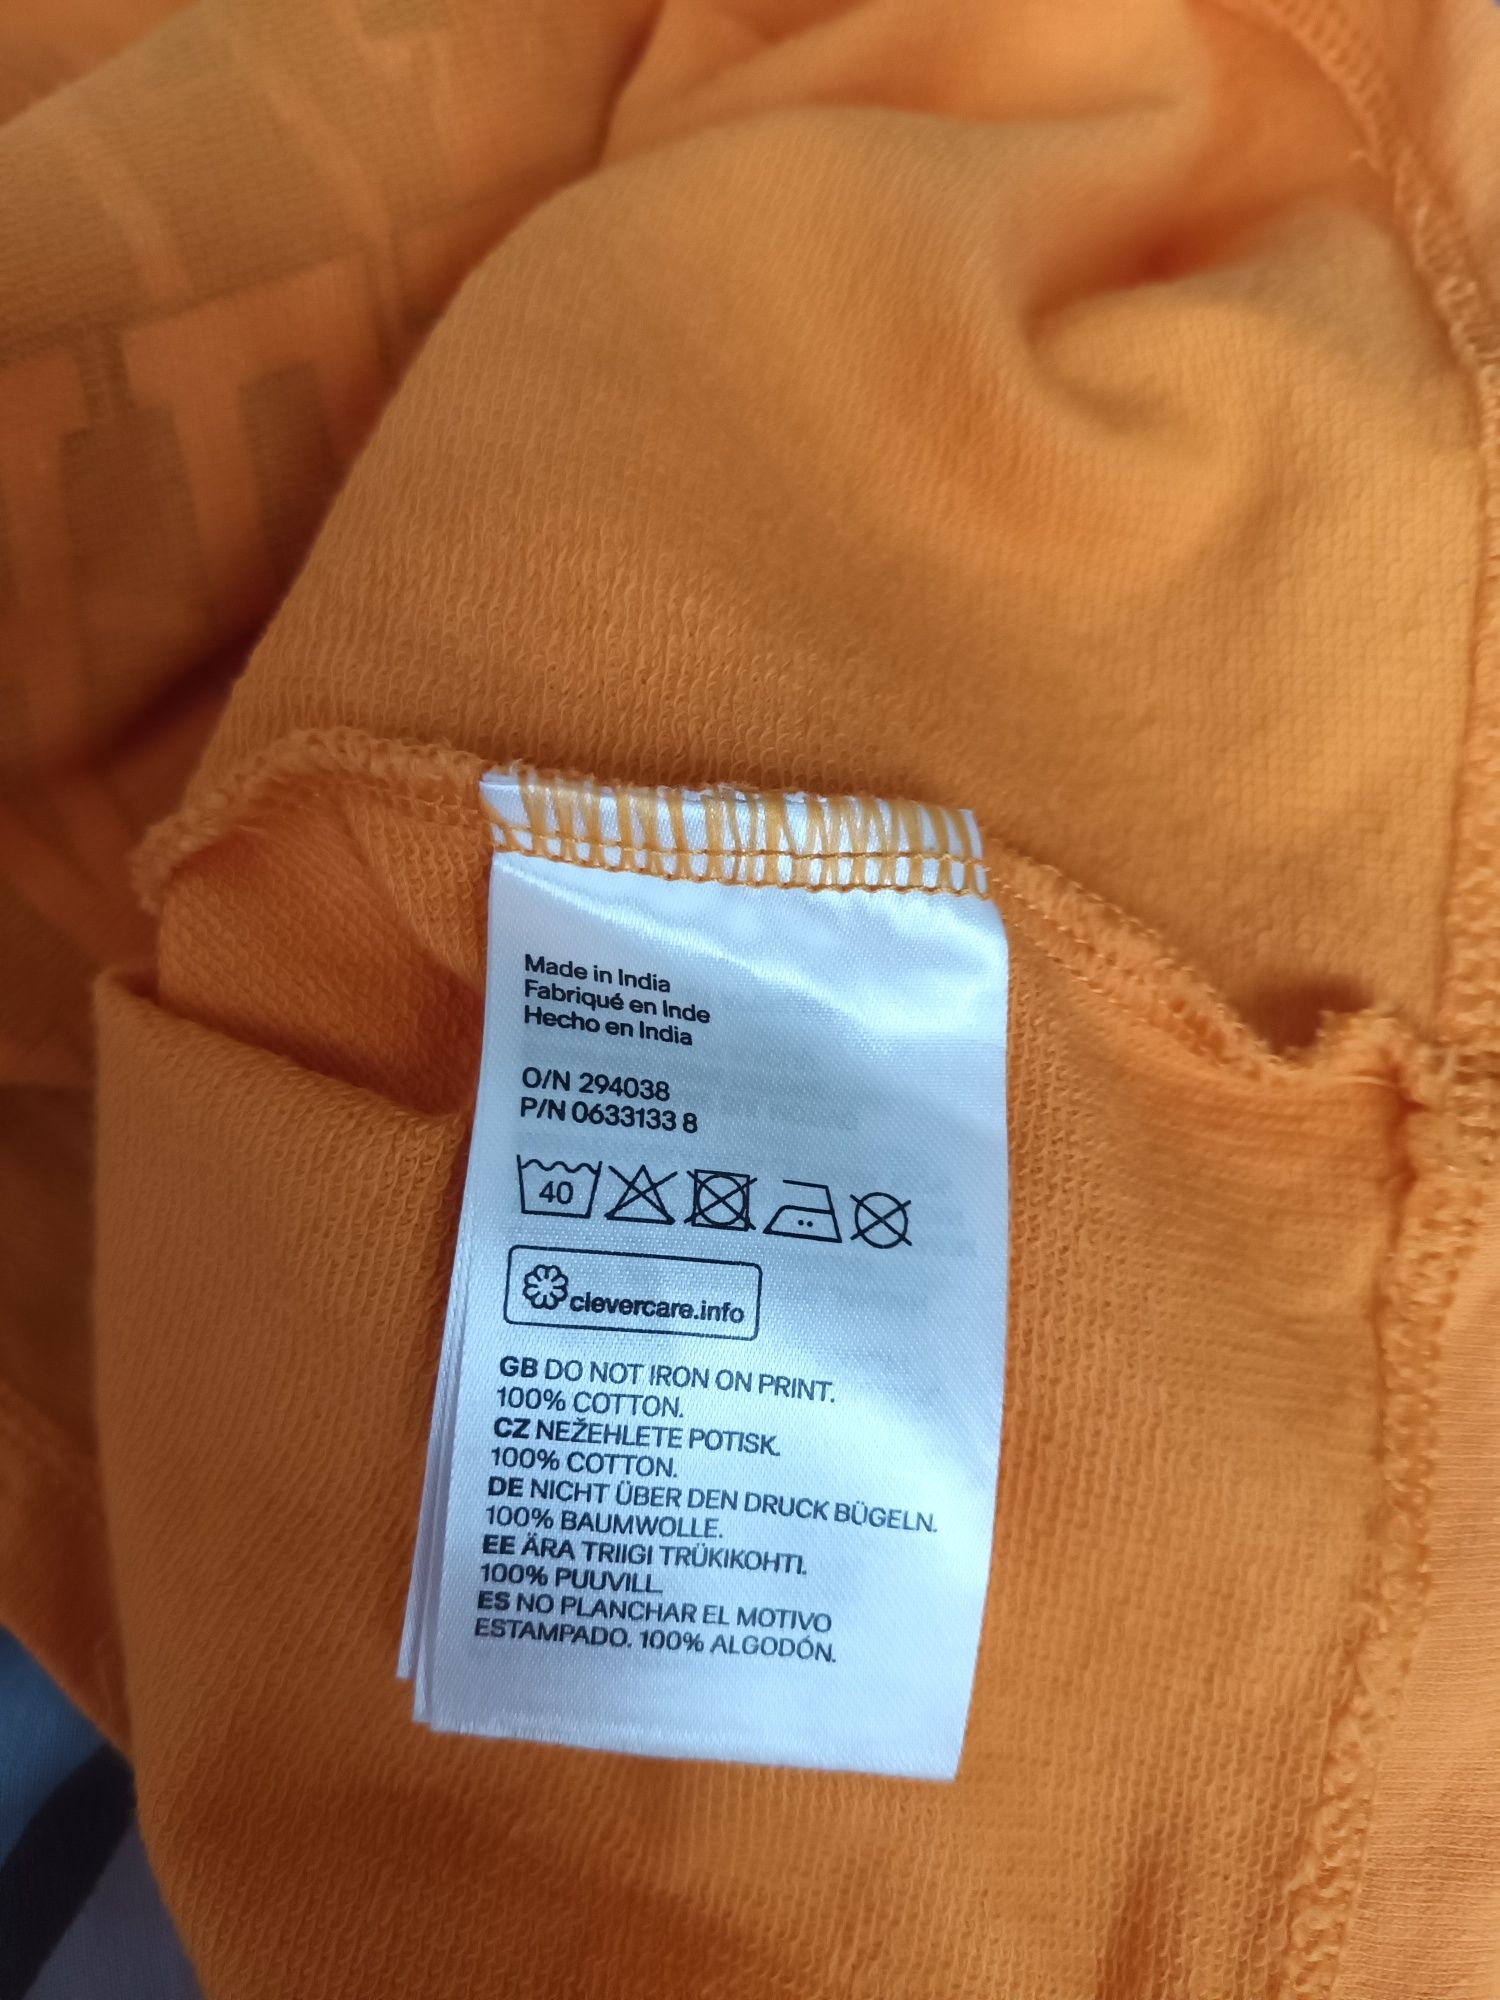 Made in India
Fabriqué en Inde
Hecho en India
O/N 294038
P/N 0633133 8
40
clevercare.info
GB DO NOT IRON ON PRINT.
100% COTTON.
CZ NEŽEHLETE POTISK.
100% COTTON.
DE NICHT ÜBER DEN DRUCK BÜGELN.
100% BAUMWOLLE.
EE ÄRA TRIIGI TRÜKIKOHTI.
100% PUUVILL.
ES NO PLANCHAR EL MOTIVO
ESTAMPADO. 100% ALGODÓN.